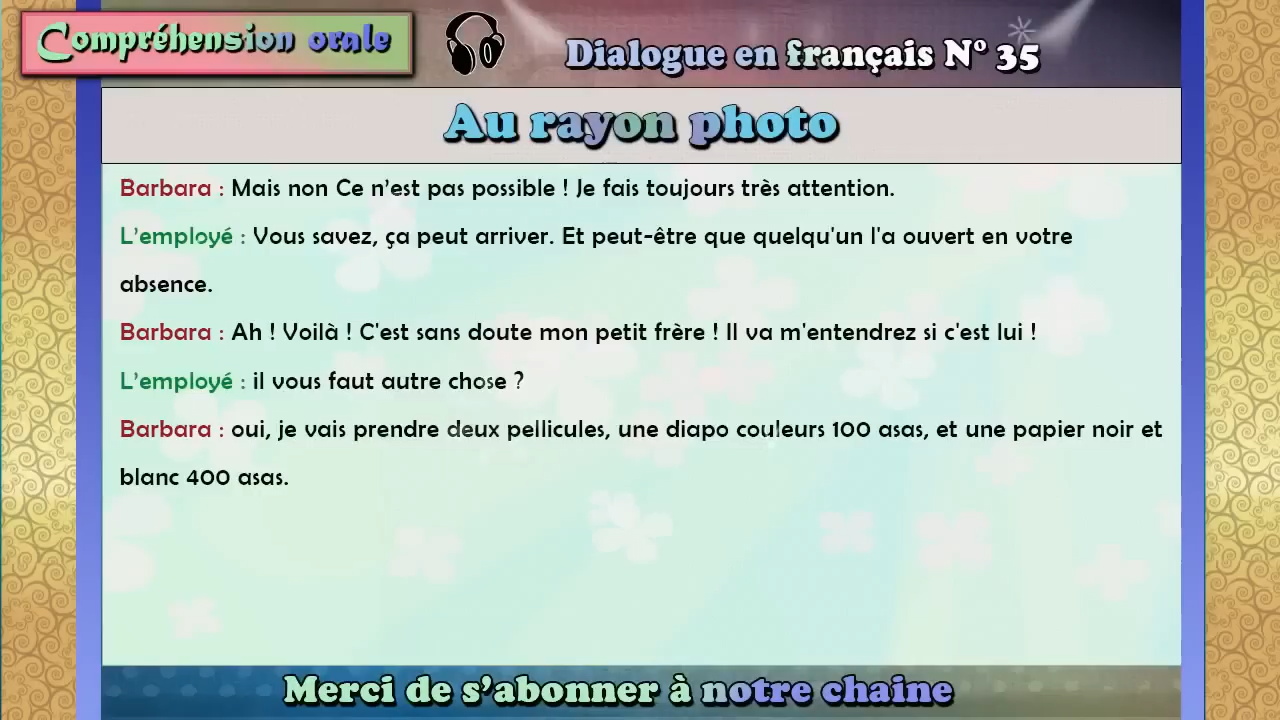 Compréhension orale
Dialogue en français N° 35
Au rayon photo
Barbara : Mais non Ce n’est pas possible ! Je fais toujours très attention.
L’employé : Vous savez, ça peut arriver. Et peut-être que quelqu'un l'a ouvert en votre
absence.
Barbara : Ah ! Voilà ! C'est sans doute mon petit frère ! Il va m'entendrez si c'est lui !
L’employé : il vous faut autre chose ?
Barbara : oui, je vais prendre deux pellicules, une diapo couleurs 100 asas, et une papier noir et
blanc 400 asas.
Merci de s’abonner à notre chaine